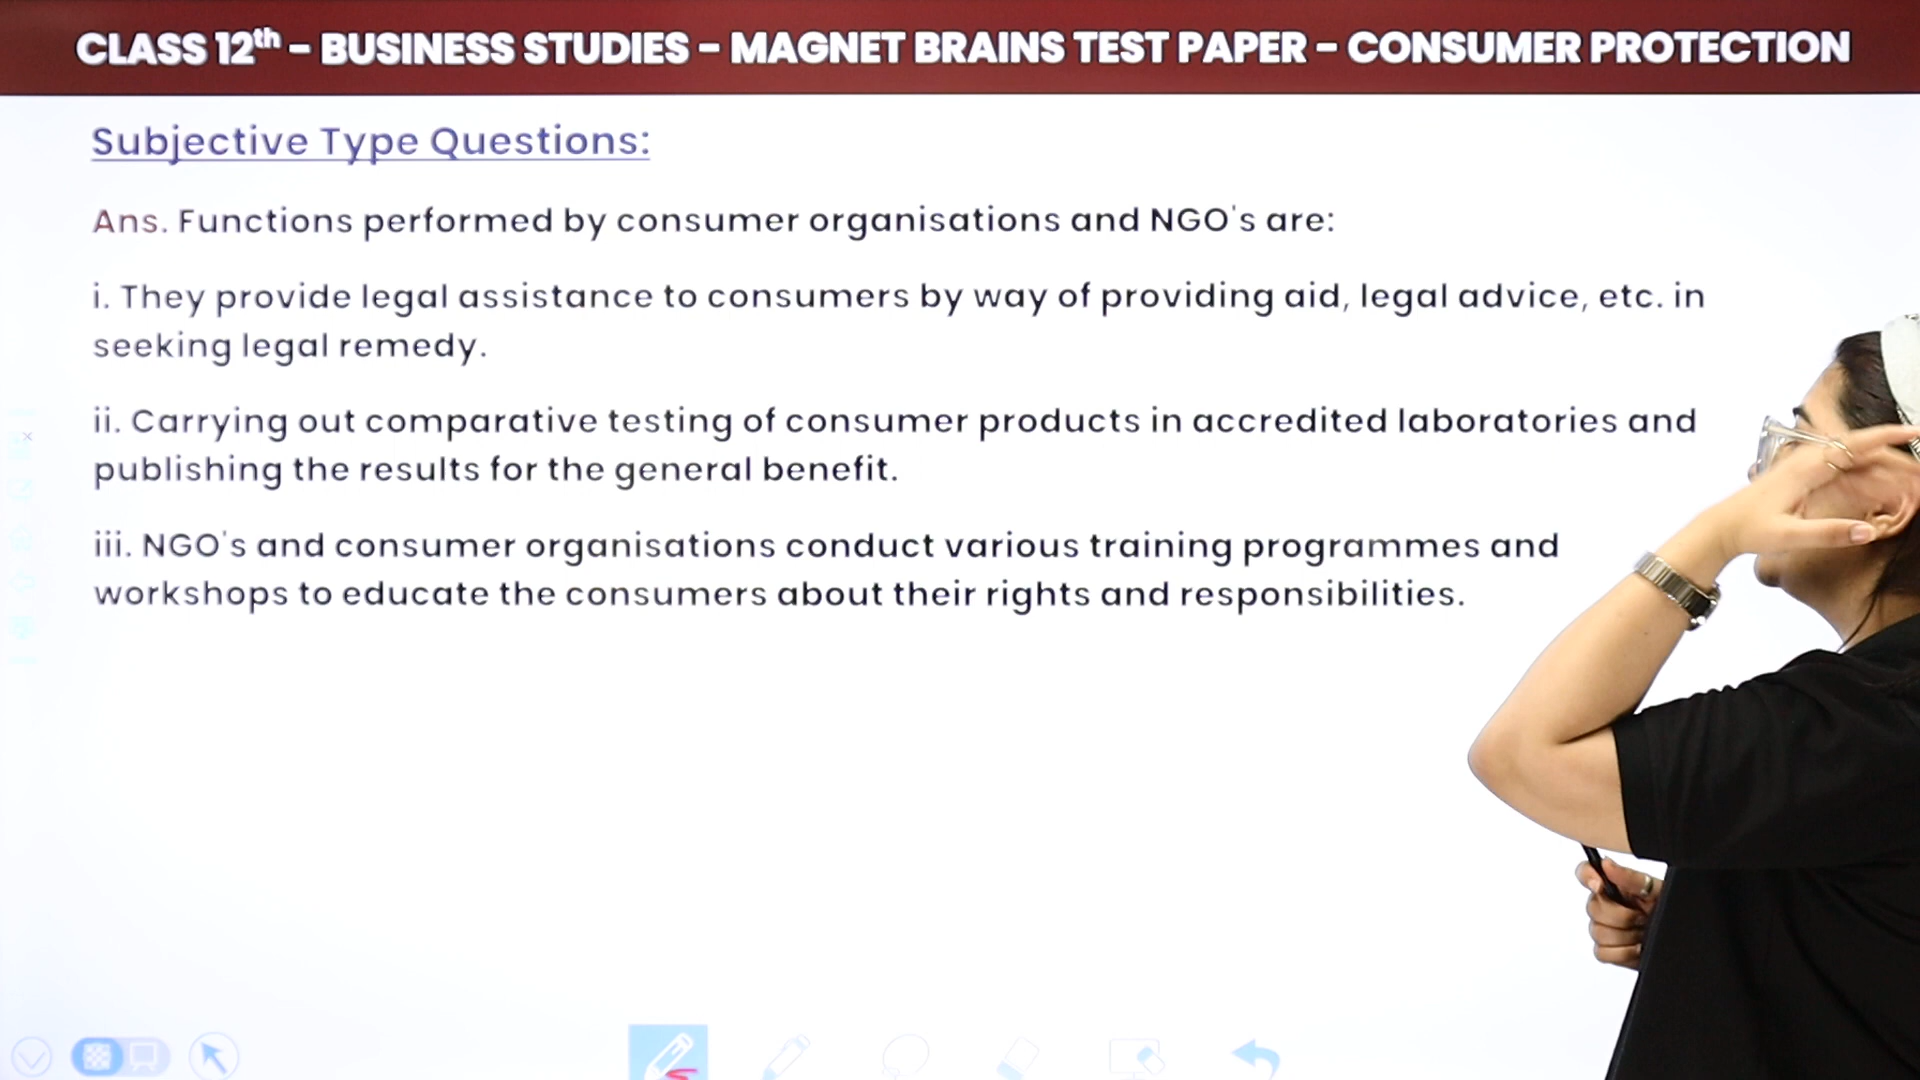 CLASS 12th – BUSINESS STUDIES – MAGNET BRAINS TEST PAPER – CONSUMER PROTECTION
Subjective Type Questions:
Ans. Functions performed by consumer organisations and NGO's are:
i. They provide legal assistance to consumers by way of providing aid, legal advice, etc. in
seeking legal remedy.
ii. Carrying out comparative testing of consumer products in accredited laboratories and
publishing the results for the general benefit.
iii. NGO's and consumer organisations conduct various training programmes and
workshops to educate the consumers about their rights and responsibilities.